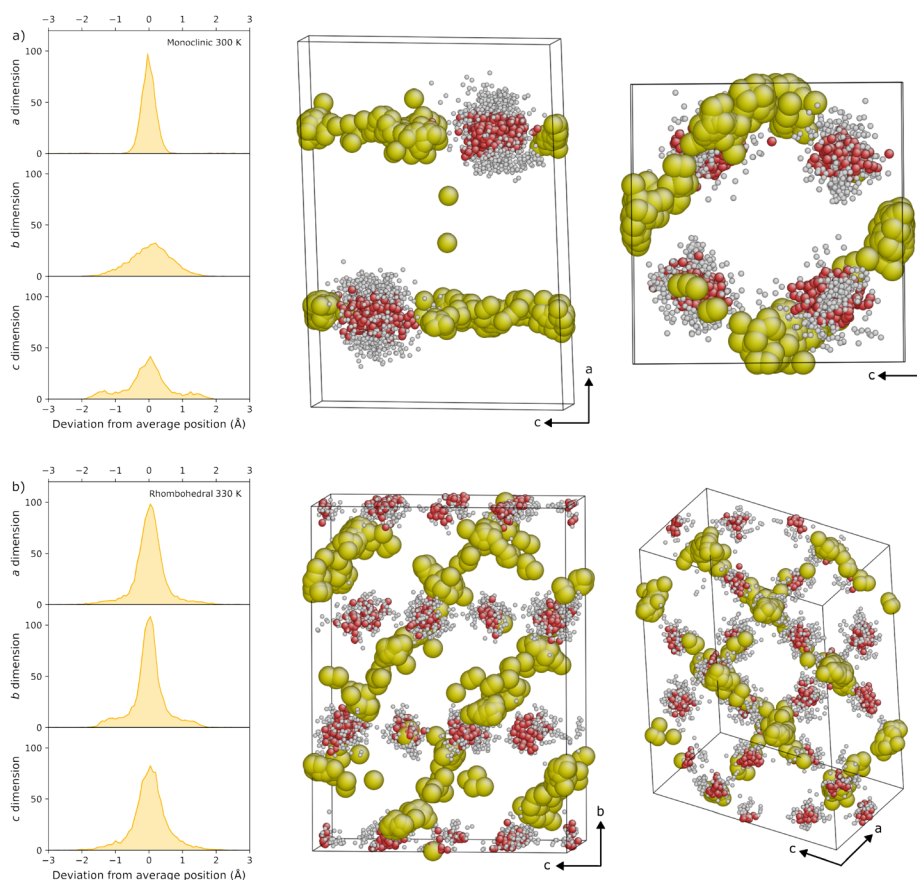 −3 −2 −1 0 1 2 3
a)
Monoclinic 300 K
100
50
0
a dimension
100
50
0
b dimension
100
50
0
c dimension
−3 −2 −1 0 1 2 3
Deviation from average position (Å)
a
c
c
−3 −2 −1 0 1 2 3
b)
Rhombohedral 330 K
100
50
0
a dimension
100
50
0
b dimension
100
50
0
c dimension
−3 −2 −1 0 1 2 3
Deviation from average position (Å)
b
c
c
a